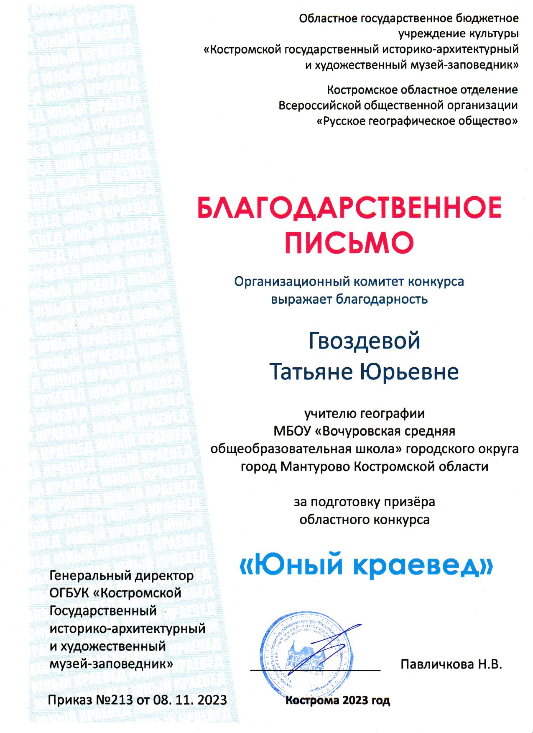 Областное государственное бюджетное
учреждение культуры
«Костромской государственный историко-архитектурный
и художественный музей-заповедник»
Костромское областное отделение
Всероссийской общественной организации
«Русское географическое общество»
БЛАГОДАРСТВЕННОЕ
ПИСЬМО
Организационный комитет конкурса
выражает благодарность
Гвоздевой
Татьяне Юрьевне
учителю географии
МБОУ «Вочуровская средняя
общеобразовательная школа» городского округа
город Мантурово Костромской области
за подготовку призёра
областного конкурса
«Юный краевед»
Генеральный директор
ОГБУК «Костромской
Государственный
историко-архитектурный
и художественный
музей-заповедник»
Павличкова Н.В.
Приказ №213 от 08. 11. 2023
Кострома 2023 год